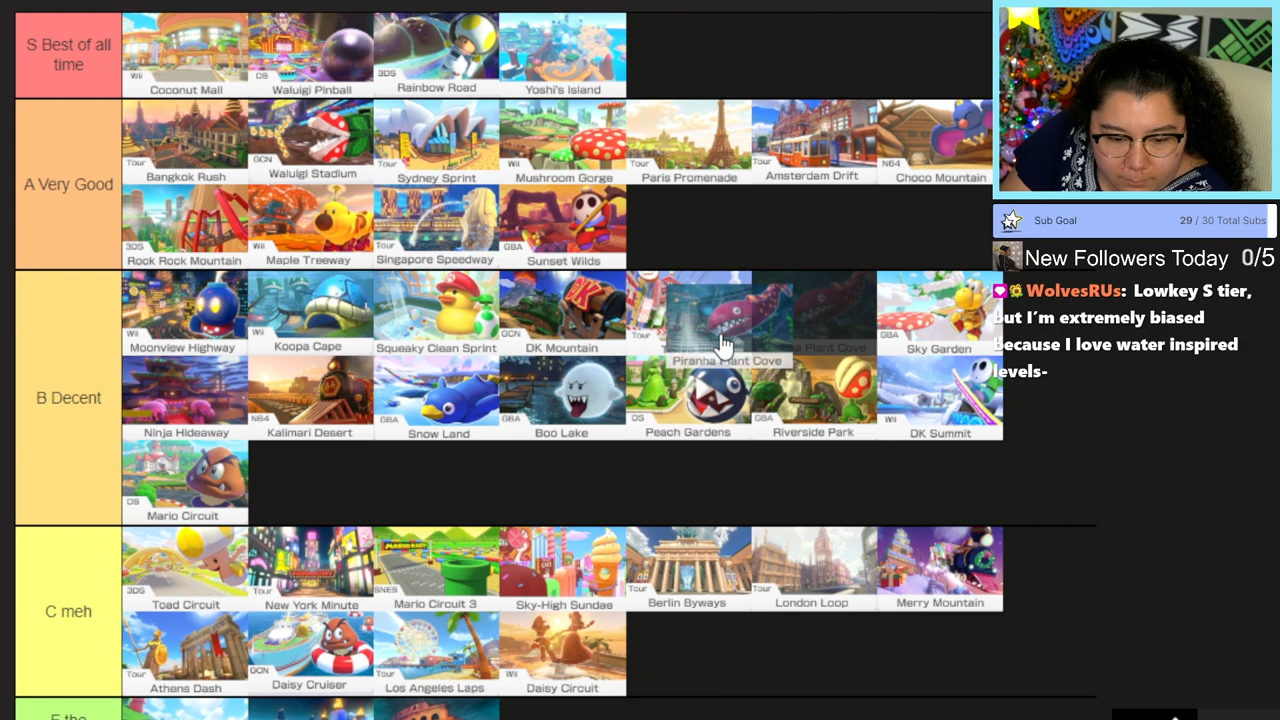 S Best of all
time
Wii
Coconut Mall
DS
Waluigi Pinball
3DS
Rainbow Road
Yoshi's Island
A Very Good
Tour
Bangkok Rush
GCN
Waluigi Stadium
Tour
Sydney Sprint
Wii
Mushroom Gorge
Tour
Paris Promenade
Tour
Amsterdam Drift
N64
Choco Mountain
3DS
Rock Rock Mountain
Wii
Maple Treeway
Tour
Singapore Speedway
GBA
Sunset Wilds
B Decent
Wii
Moonview Highway
Wii
Koopa Cape
Squeaky Clean Sprint
GCN
DK Mountain
DK
Tour
Piranha Plant Cove
Plant Cove
GBA
Sky Garden
Ninja Hideaway
N64
Kalimari Desert
GBA
Snow Land
GBA
Boo Lake
DS
Peach Gardens
GBA
Riverside Park
Wii
DK Summit
DS
Mario Circuit
C meh
3DS
Toad Circuit
Tour
New York Minute
SNES
Mario Circuit 3
MARIO KART
Sky-High Sundae
Tour
Berlin Byways
Tour
London Loop
Merry Mountain
Tour
Athens Dash
GCN
Daisy Cruiser
Tour
Los Angeles Laps
Wii
Daisy Circuit
F the
Sub Goal
29 / 30 Total Subs
New Followers Today 0/5
WolvesRUs: Lowkey S tier,
but I'm extremely biased
because I love water inspired
levels-